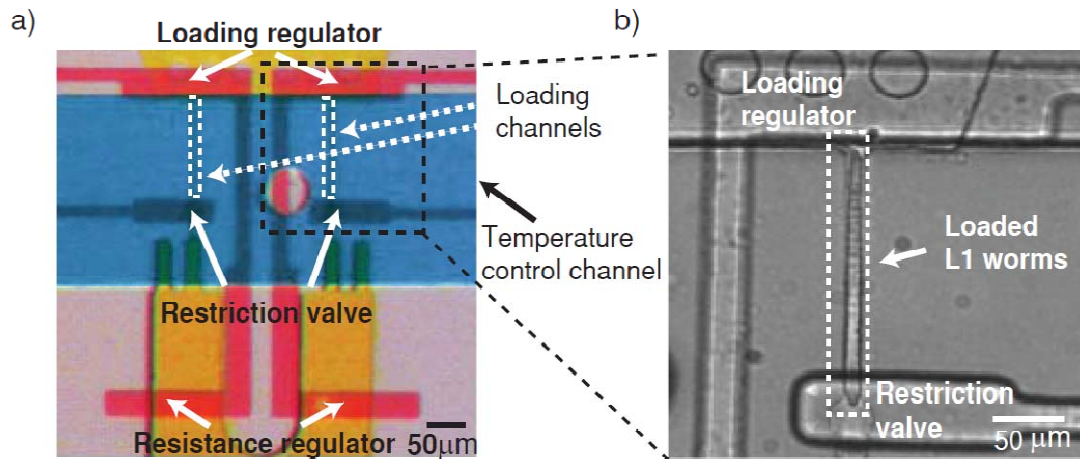 a)
Loading regulator
Loading
channels
Temperature
control channel
Restriction valve
Resistance regulator
50μm
b)
Loading
regulator
Loaded
L1 worms
Restriction
valve
50 μm